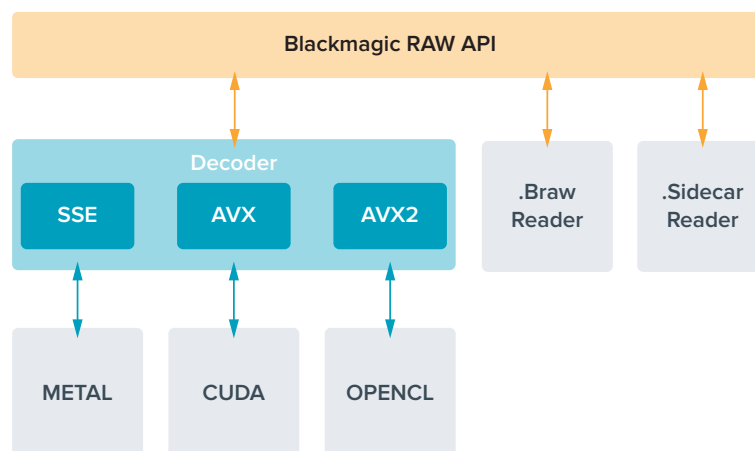 Blackmagic RAW API
Decoder
SSE
AVX
AVX2
.Braw
Reader
.Sidecar
Reader
METAL
CUDA
OPENCL